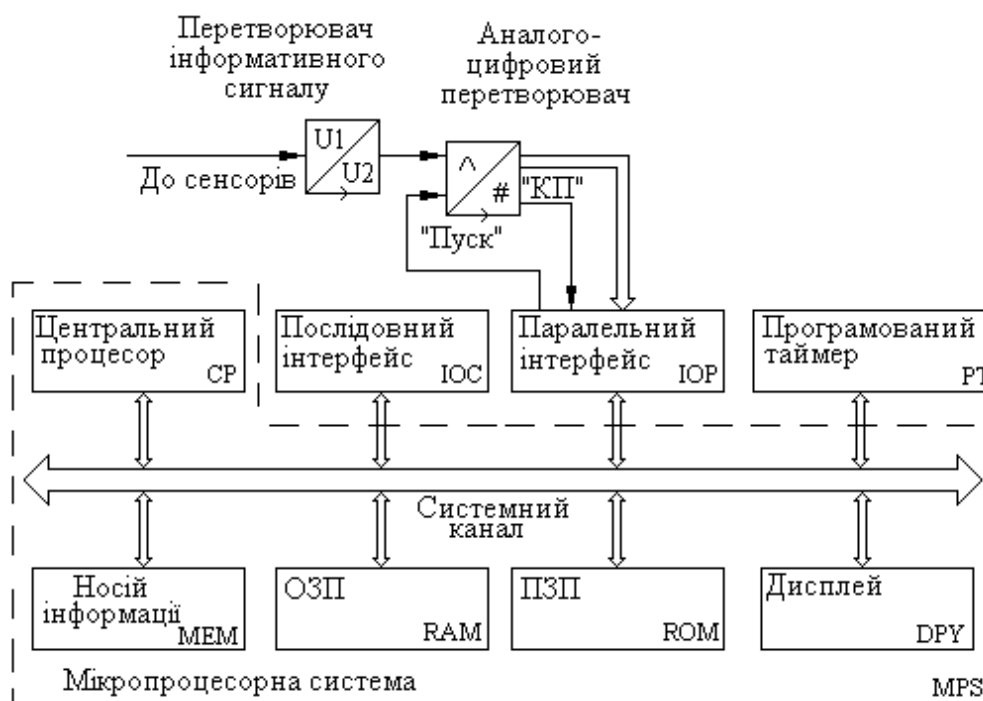 Перетворювач
інформативного
сигналу
Аналого-
цифровий
перетворювач
U1
U2
^
#
До сенсорів
"КП"
"Пуск"
Центральний
процесор
CP
Послідовний
інтерфейс
IOC
Паралельний
інтерфейс
IOP
Програмований
таймер
PT
Системний
канал
Носій
інформації
MEM
ОЗП
RAM
ПЗП
ROM
Дисплей
DPY
Мікропроцесорна система
MPS